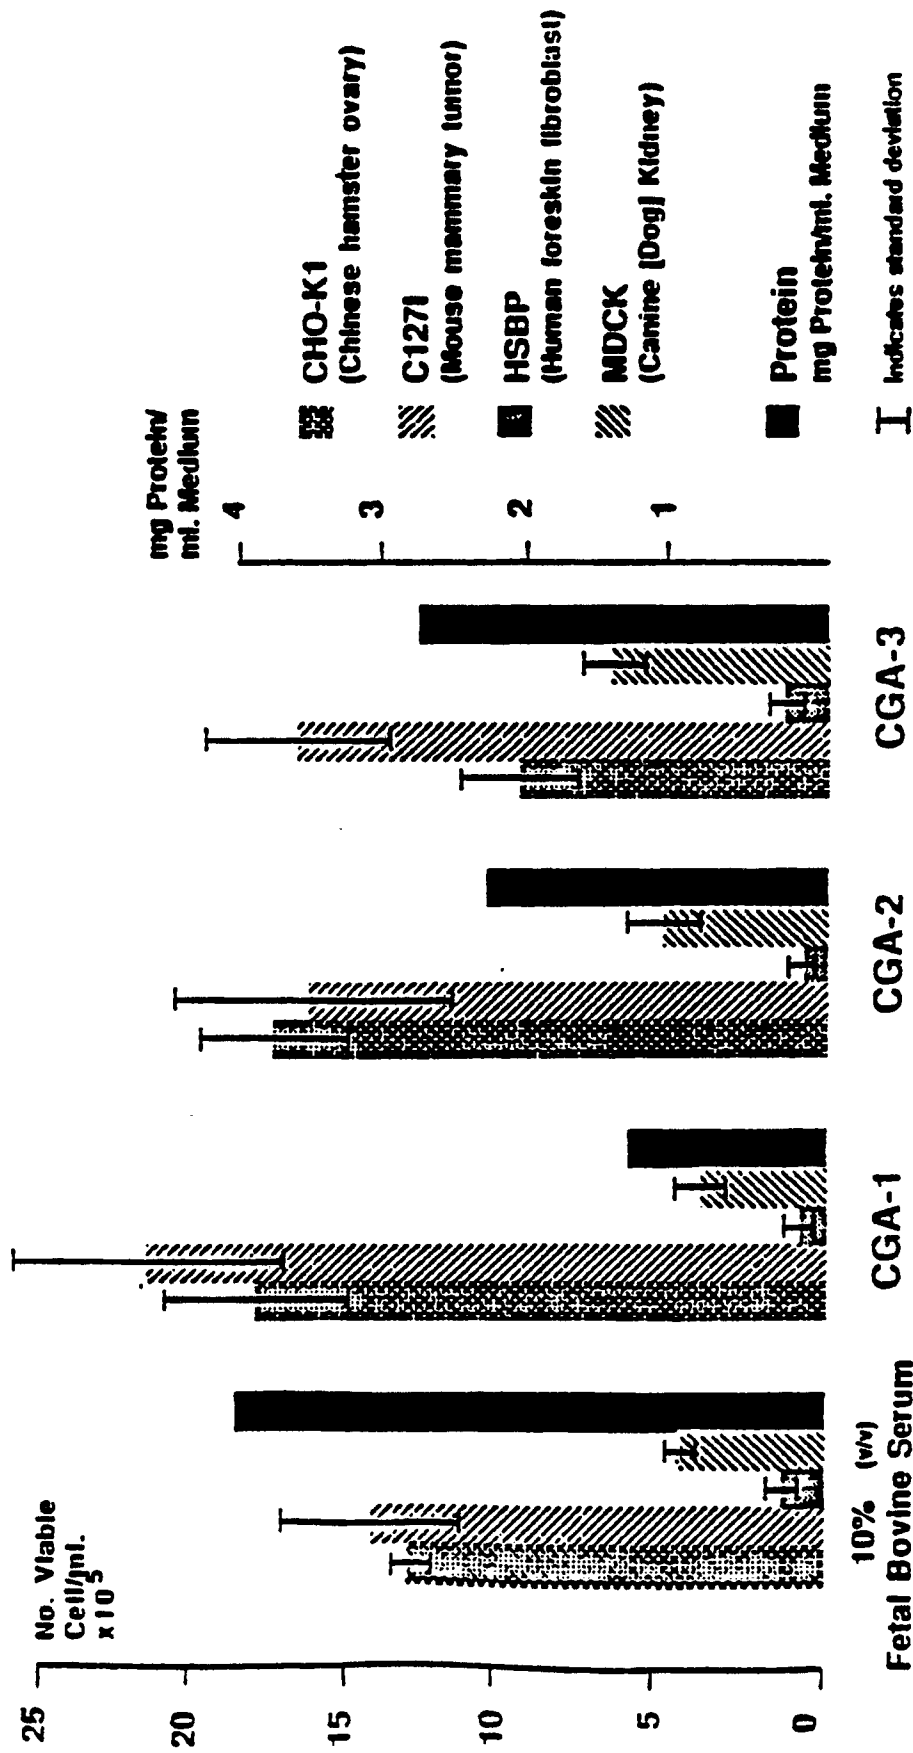 No. Viable
Cell/ml.
x 10⁵
25
20
15
10
5
0
10% (v/v)
Fetal Bovine Serum
CGA-1
CGA-2
CGA-3
mg Protein/
ml. Medium
4
3
2
1
CHO-K1
(Chinese hamster ovary)
C127I
(Mouse mammary tumor)
HSBP
(Human foreskin fibroblast)
MDCK
(Canine [Dog] Kidney)
Protein
mg Protein/ml. Medium
Indicates standard deviation